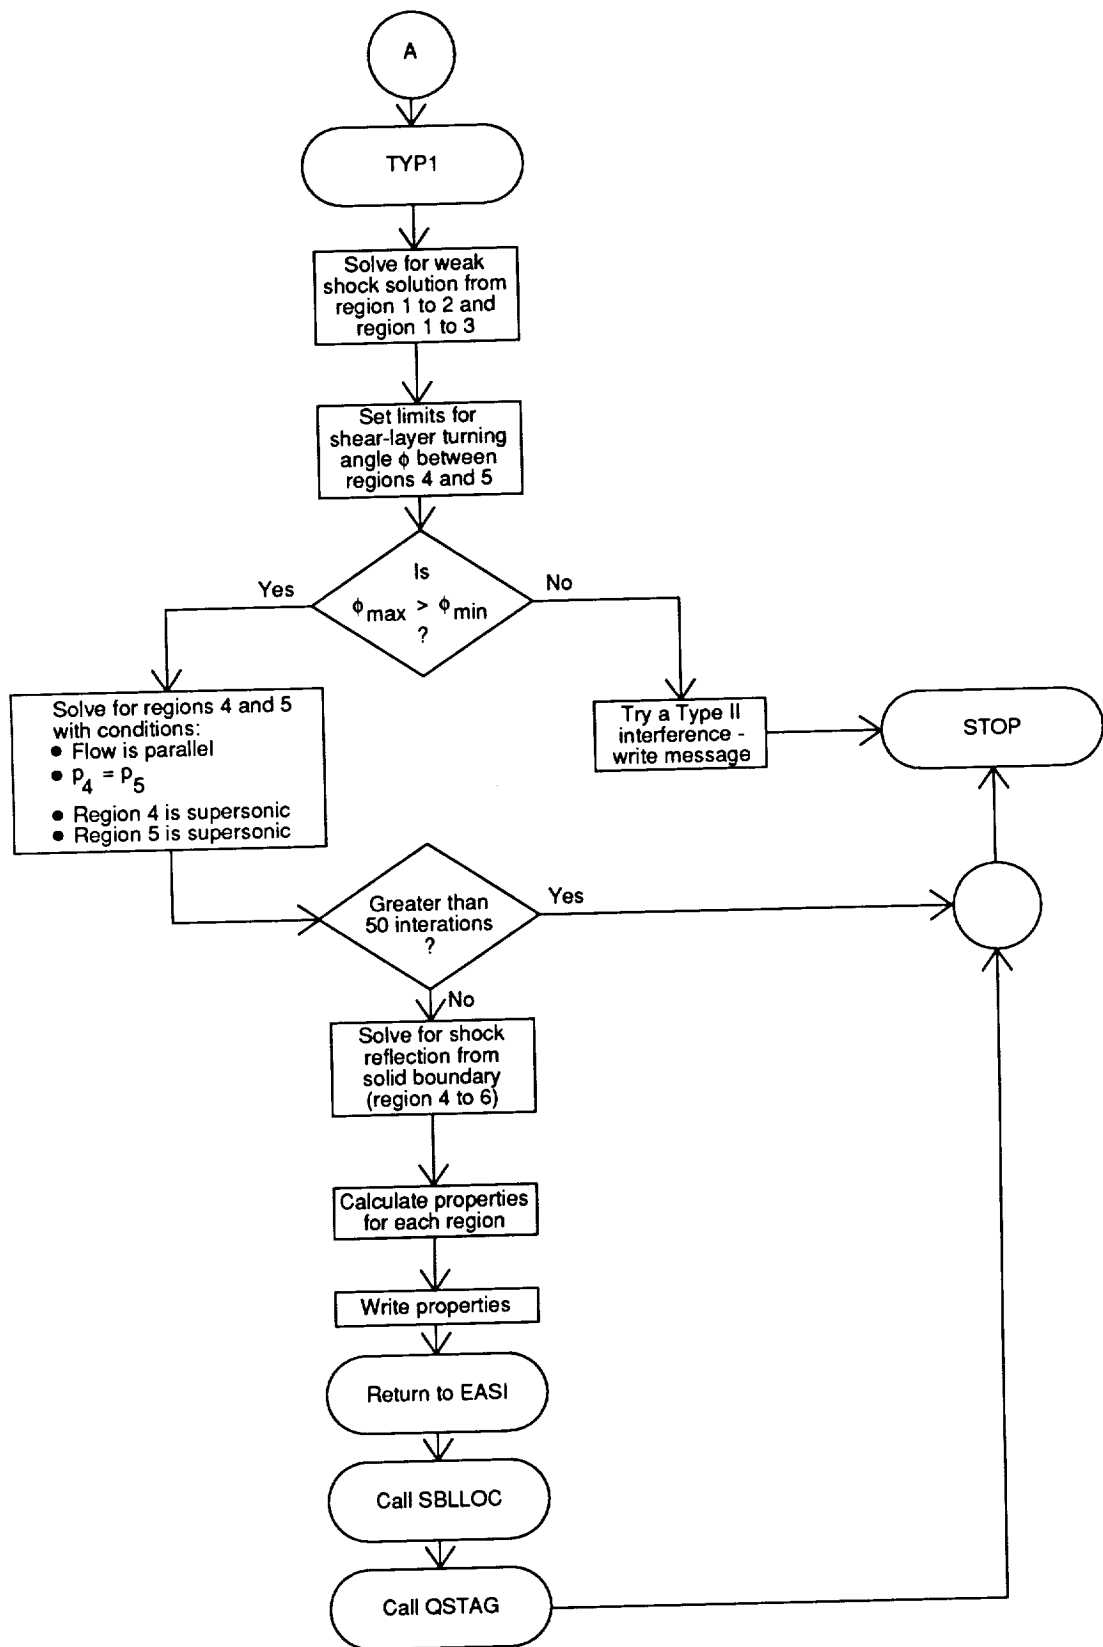 A
TYP1
Solve for weak
shock solution from
region 1 to 2 and
region 1 to 3
Set limits for
shear-layer turning
angle ϕ between
regions 4 and 5
Is
ϕmax > ϕmin
?
Yes
No
Solve for regions 4 and 5
with conditions:
● Flow is parallel
● p4 = p5
● Region 4 is supersonic
● Region 5 is supersonic
Try a Type II
interference -
write message
STOP
Greater than
50 interations
?
Yes
No
Solve for shock
reflection from
solid boundary
(region 4 to 6)
Calculate properties
for each region
Write properties
Return to EASI
Call SBLLOC
Call QSTAG